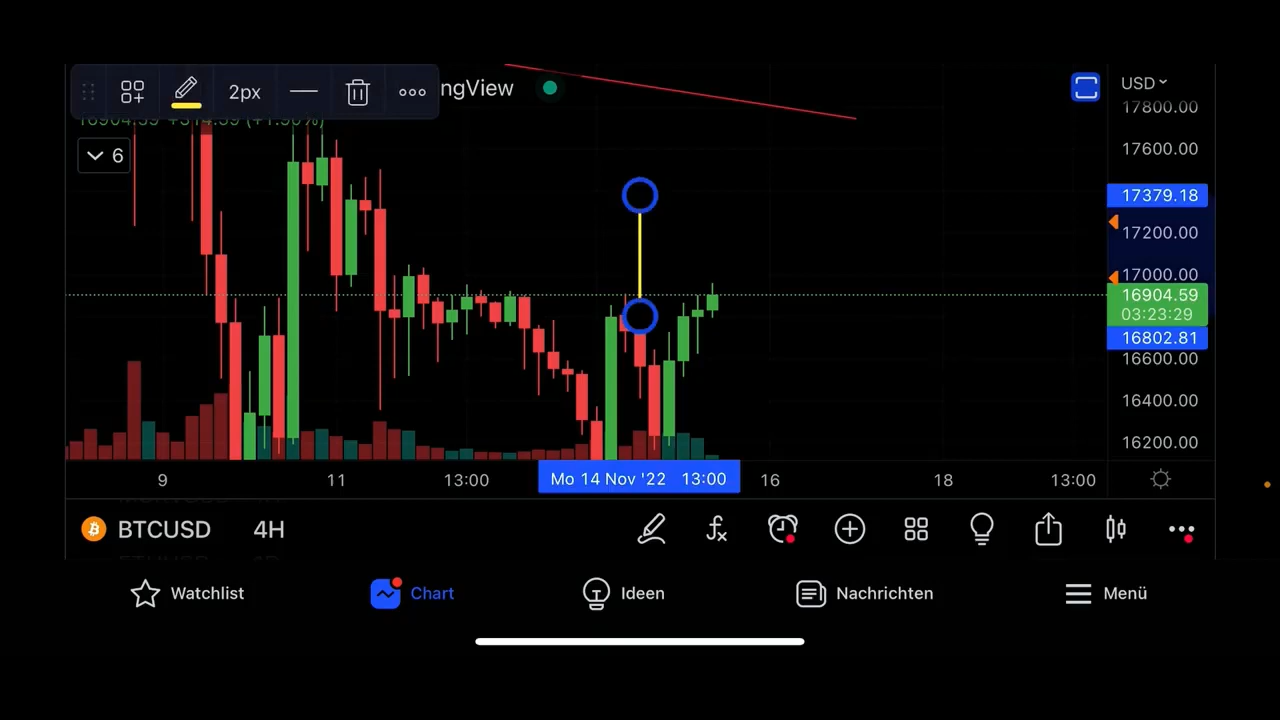 2px
ngView
USD
16904.59 +314.59 (+1.90%)
6
17800.00
17600.00
17379.18
17200.00
17000.00
16904.59
03:23:29
16802.81
16600.00
16400.00
16200.00
9
11
13:00
Mo 14 Nov '22 13:00
16
18
13:00
BTCUSD
4H
Watchlist
Chart
Ideen
Nachrichten
Menü